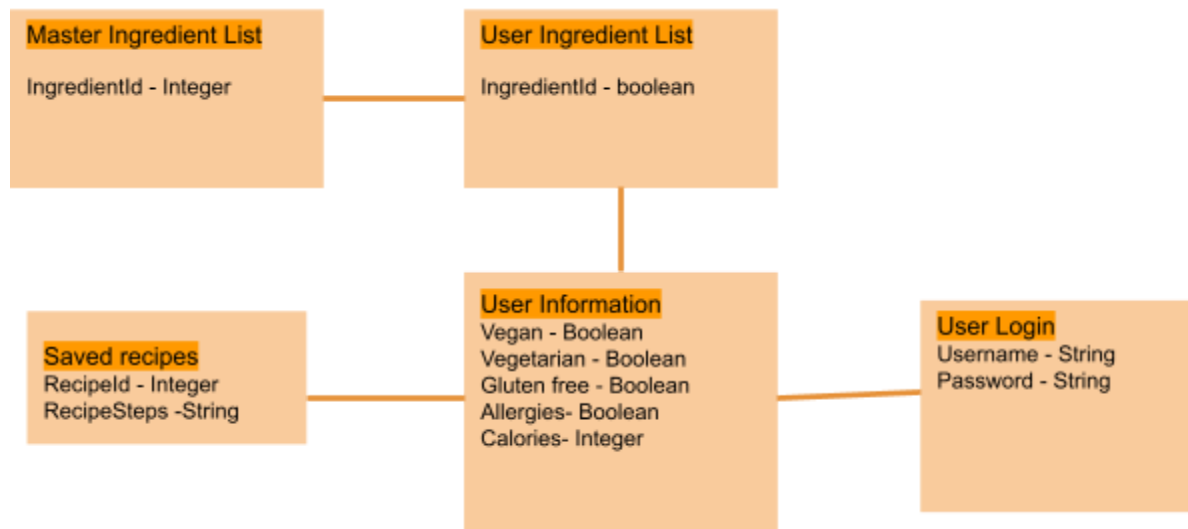 Master Ingredient List
IngredientId - Integer
User Ingredient List
IngredientId - boolean
Saved recipes
RecipeId - Integer
RecipeSteps -String
User Information
Vegan - Boolean
Vegetarian - Boolean
Gluten free - Boolean
Allergies- Boolean
Calories- Integer
User Login
Username - String
Password - String